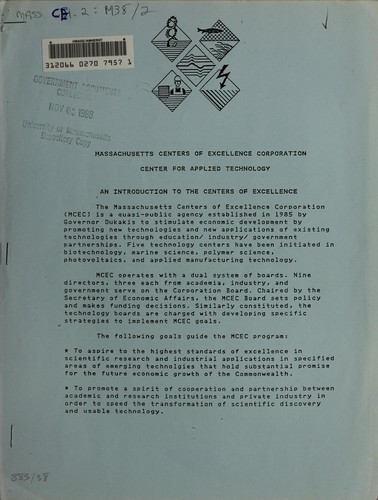 MASS CEA.2: M38/2
312066 0270 7957 1
GOVERNMENT DOCUMENTS
COLLECTION
NOV 03 1988
University of Massachusetts
Depository Copy
MASSACHUSETTS CENTERS OF EXCELLENCE CORPORATION
CENTER FOR APPLIED TECHNOLOGY
AN INTRODUCTION TO THE CENTERS OF EXCELLENCE
The Massachusetts Centers of Excellence Corporation
(MCEC) is a quasi-public agency established in 1985 by
Governor Dukakis to stimulate economic development by
promoting new technologies and new applications of existing
technologies through education/ industry/ government
partnerships. Five technology centers have been initiated in
biotechnology, marine science, polymer science,
photovoltaics, and applied manufacturing technology.
MCEC operates with a dual system of boards. Nine
directors, three each from academia, industry, and
government serve on the Corporation Board. Chaired by the
Secretary of Economic Affairs, the MCEC Board sets policy
and makes funding decisions. Similarly constituted, the
technology boards are charged with developing specific
strategies to implement MCEC goals.
The following goals guide the MCEC program:
* To aspire to the highest standards of excellence in
scientific research and industrial applications in specified
areas of emerging technolgies that hold substantial promise
for the future economic growth of the Commonwealth.
* To promote a spirit of cooperation and partnership between
academic and research institutions and private industry in
order to speed the transformation of scientific discovery
and usable technology.
885/38